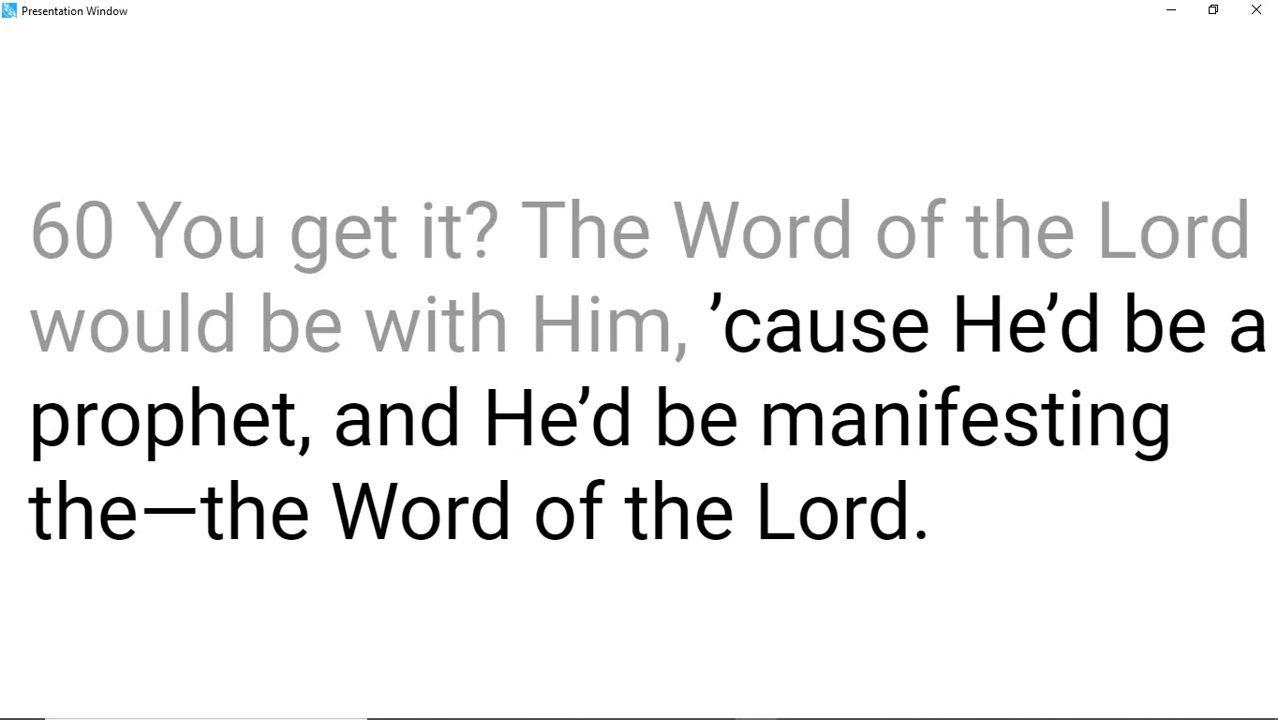 Presentation Window
60 You get it? The Word of the Lord
would be with Him, ’cause He’d be a
prophet, and He’d be manifesting
the—the Word of the Lord.